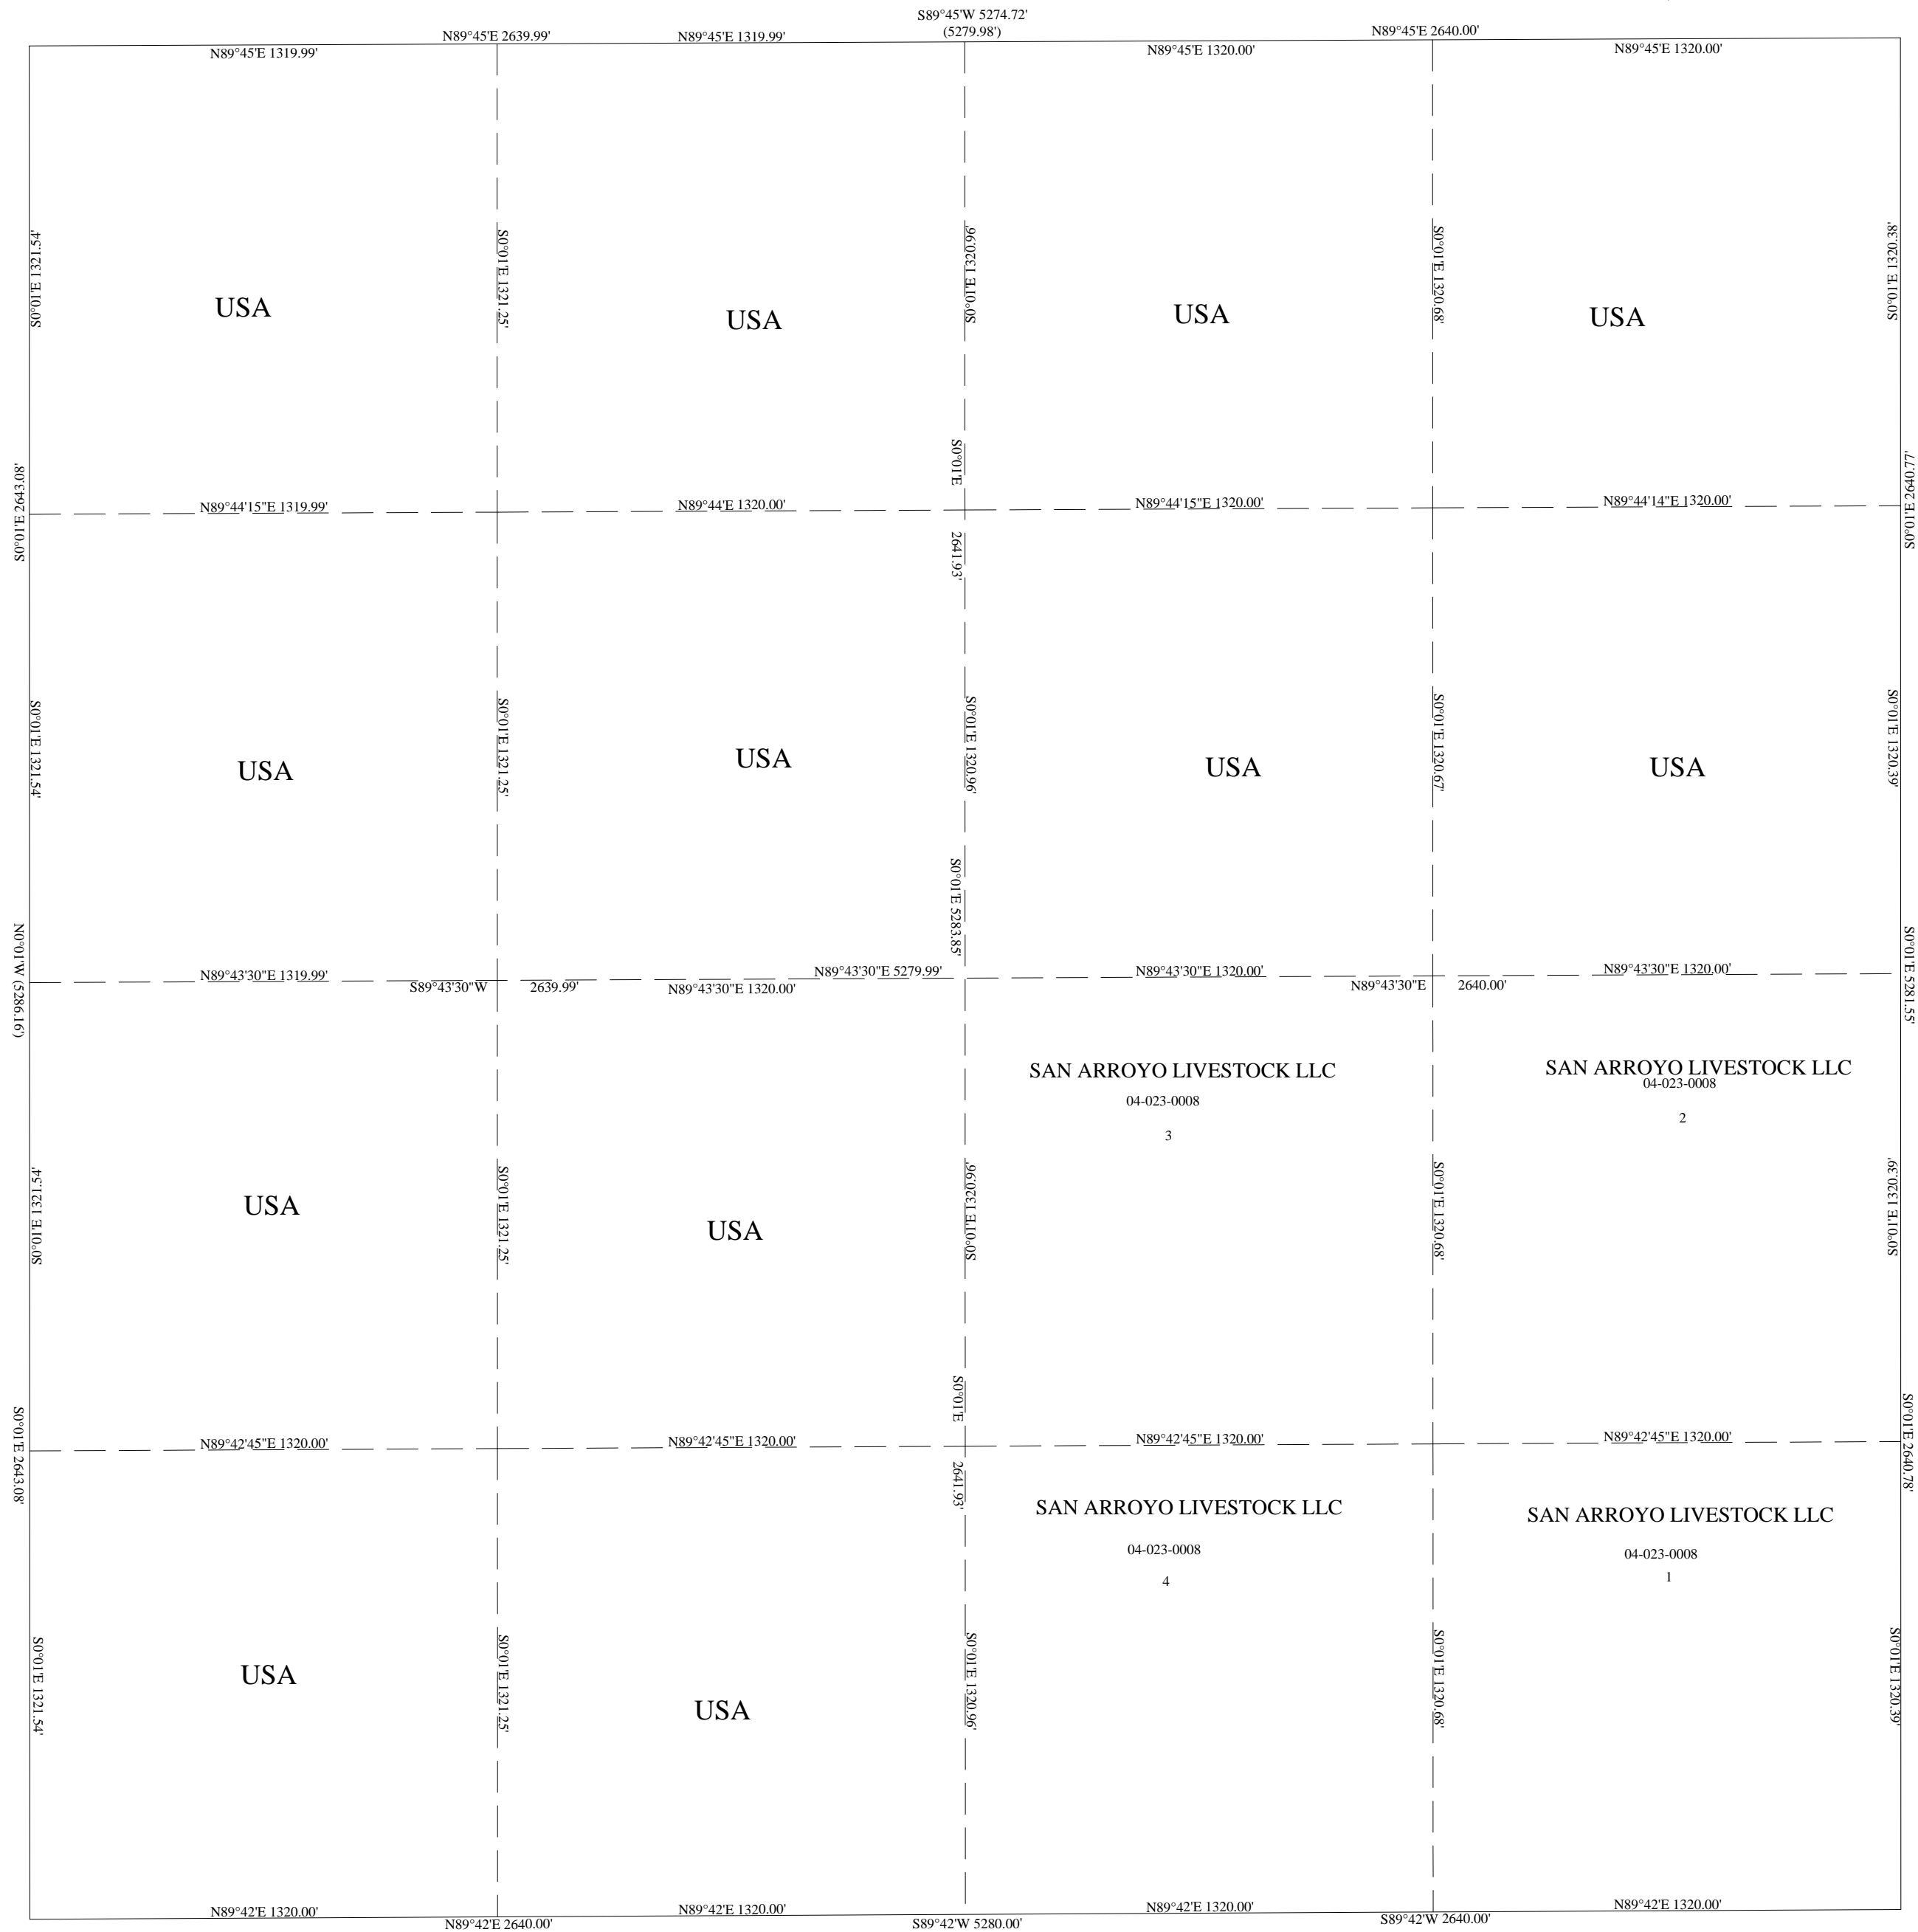 S89°45'W 5274.72'
(5279.98')
N89°45'E 2639.99'
N89°45'E 1319.99'
N89°45'E 2640.00'
N89°45'E 1319.99'
N89°45'E 1320.00'
N89°45'E 1320.00'
S0°01'E 1321.54'
S0°01'E 1321.25'
S0°01'E 1320.96'
S0°01'E 1320.68'
S0°01'E 1320.38'
USA
USA
USA
USA
S0°01'E 2643.08'
S0°01'E
2641.93'
S0°01'E 2640.77'
N89°44'15"E 1319.99'
N89°44'E 1320.00'
N89°44'15"E 1320.00'
N89°44'14"E 1320.00'
S0°01'E 1321.54'
S0°01'E 1321.25'
S0°01'E 1320.96'
S0°01'E 1320.67'
S0°01'E 1320.39'
USA
USA
USA
USA
N0°01'W (5286.16')
S0°01'E 5283.85'
S0°01'E 5281.55'
N89°43'30"E 1319.99'
N89°43'30"E 5279.99'
N89°43'30"E 1320.00'
N89°43'30"E 1320.00'
S89°43'30"W 2639.99'
N89°43'30"E 1320.00'
N89°43'30"E 2640.00'
SAN ARROYO LIVESTOCK LLC
04-023-0008
3
SAN ARROYO LIVESTOCK LLC
04-023-0008
2
S0°01'E 1321.54'
S0°01'E 1321.25'
S0°01'E 1320.96'
S0°01'E 1320.68'
S0°01'E 1320.39'
USA
USA
S0°01'E 2643.08'
S0°01'E
2641.93'
S0°01'E 2640.78'
N89°42'45"E 1320.00'
N89°42'45"E 1320.00'
N89°42'45"E 1320.00'
N89°42'45"E 1320.00'
SAN ARROYO LIVESTOCK LLC
04-023-0008
4
SAN ARROYO LIVESTOCK LLC
04-023-0008
1
S0°01'E 1321.54'
S0°01'E 1321.25'
S0°01'E 1320.96'
S0°01'E 1320.68'
S0°01'E 1320.39'
USA
USA
N89°42'E 1320.00'
N89°42'E 1320.00'
N89°42'E 1320.00'
N89°42'E 1320.00'
N89°42'E 2640.00'
S89°42'W 5280.00'
S89°42'W 2640.00'